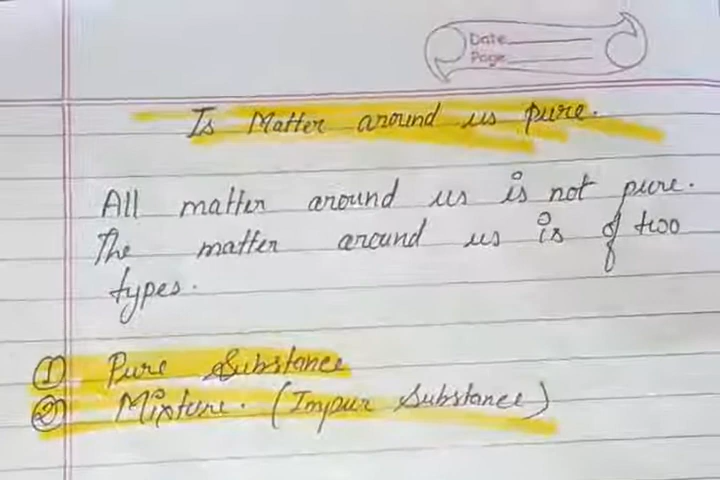 Date
Page
Is Matter around us pure.
All matter around us is not pure.
The matter around us is of two
types.
① Pure Substance
② Mixture. (Impur Substance)